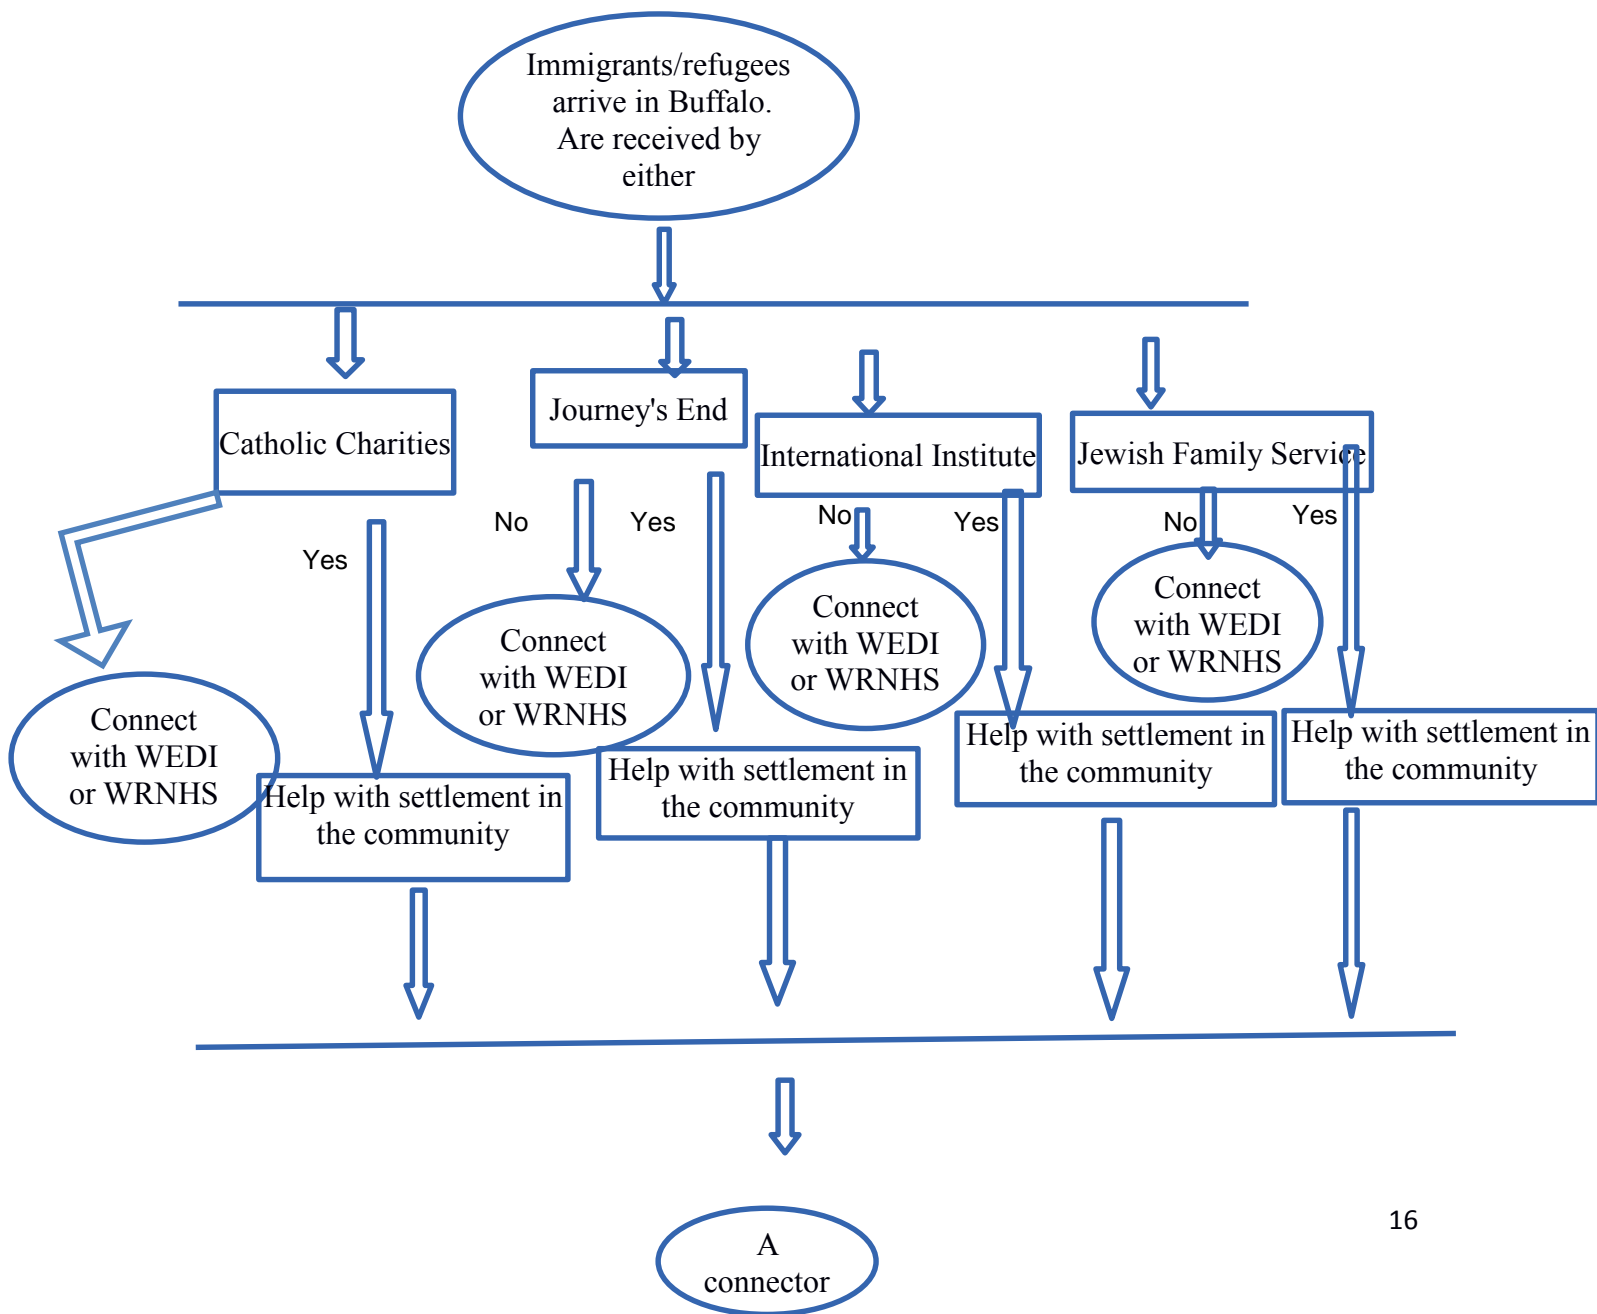 Immigrants/refugees
arrive in Buffalo.
Are received by
either
Catholic Charities
Journey's End
International Institute
Jewish Family Service
Yes
No
Yes
No
Yes
No
Yes
Connect
with WEDI
or WRNHS
Connect
with WEDI
or WRNHS
Connect
with WEDI
or WRNHS
Connect
with WEDI
or WRNHS
Help with settlement in
the community
Help with settlement in
the community
Help with settlement in
the community
Help with settlement in
the community
16
A
connector